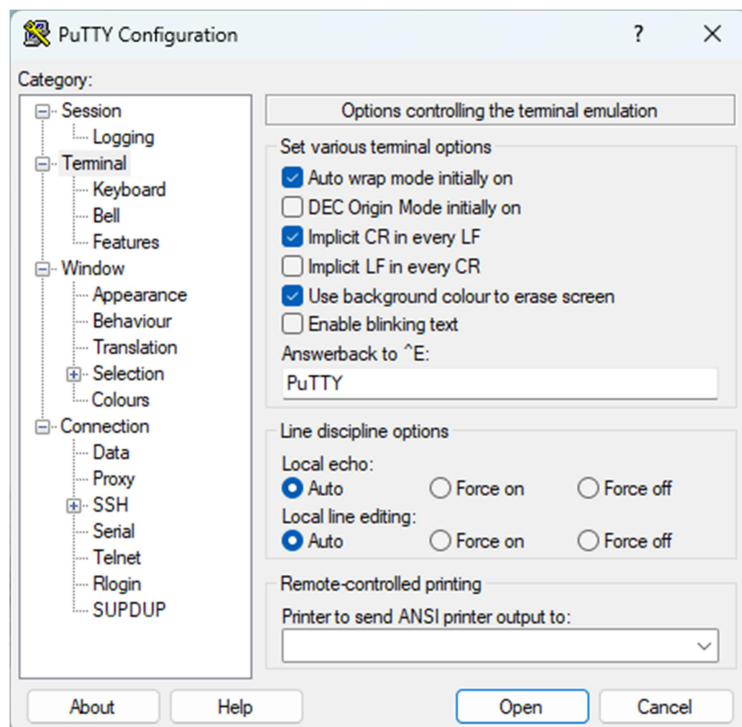 PuTTY Configuration
?
Category:
Session
Logging
Terminal
Keyboard
Bell
Features
Window
Appearance
Behaviour
Translation
Selection
Colours
Connection
Data
Proxy
SSH
Serial
Telnet
Rlogin
SUPDUP
Options controlling the terminal emulation
Set various terminal options
Auto wrap mode initially on
DEC Origin Mode initially on
Implicit CR in every LF
Implicit LF in every CR
Use background colour to erase screen
Enable blinking text
Answerback to ^E:
PuTTY
Line discipline options
Local echo:
Auto Force on Force off
Local line editing:
Auto Force on Force off
Remote-controlled printing
Printer to send ANSI printer output to:
About Help Open Cancel